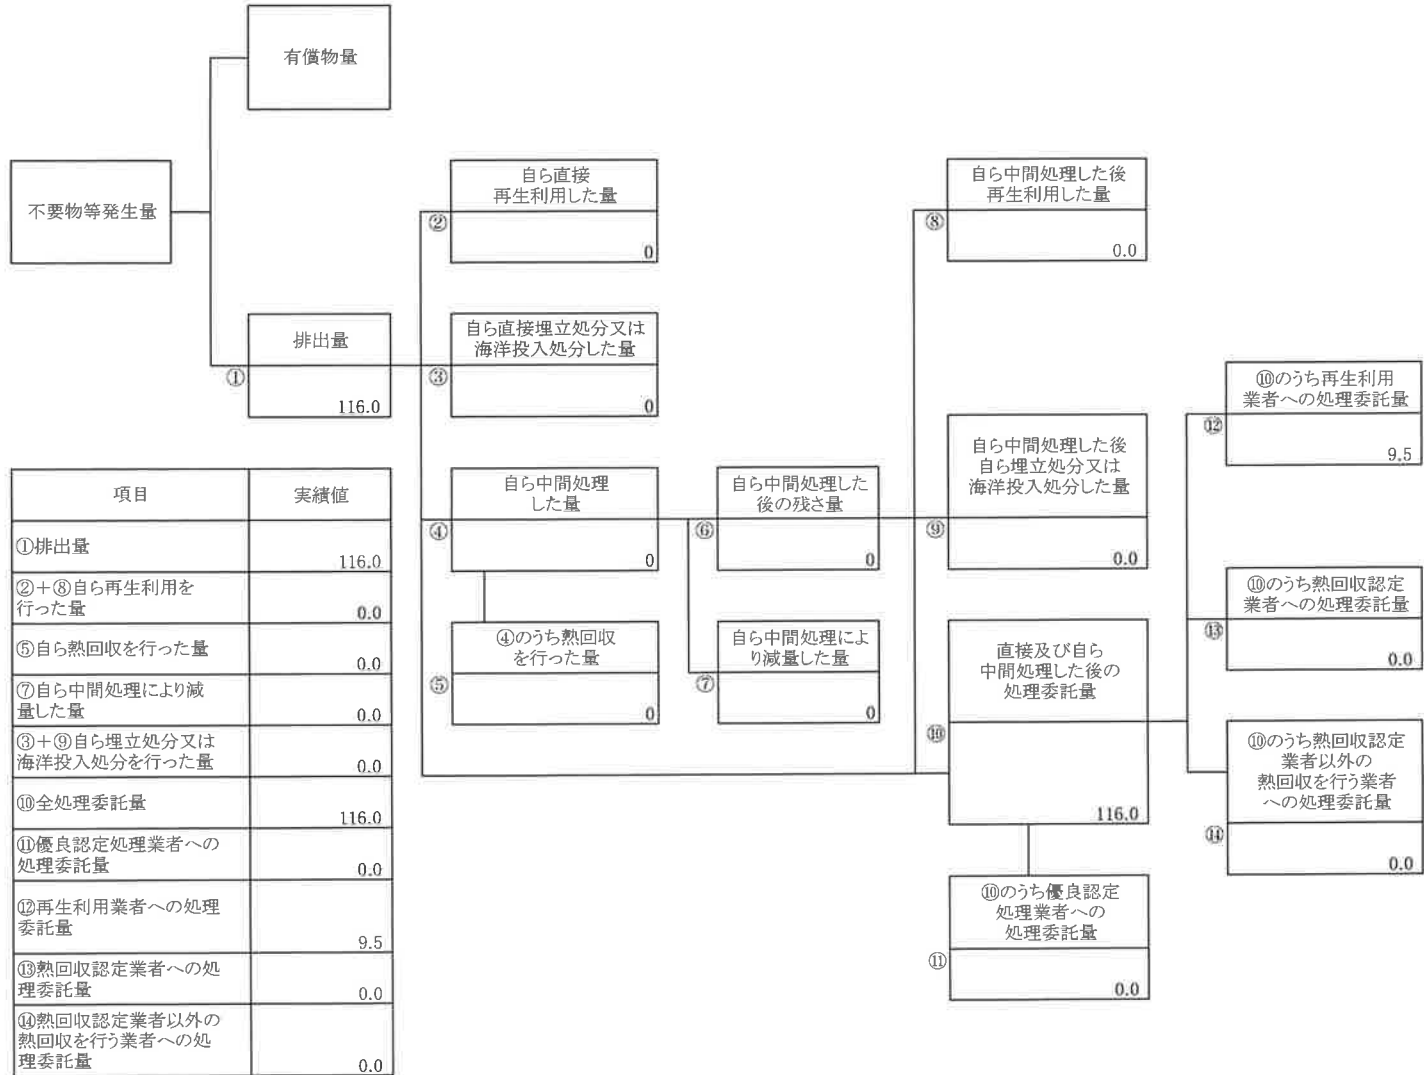 有償物量
不要物等発生量
排出量
①
116.0
自ら直接
再生利用した量
②
0
自ら直接埋立処分又は
海洋投入処分した量
③
0
自ら中間処理
した量
④
0
④のうち熱回収
を行った量
⑤
0
自ら中間処理した
後の残さ量
⑥
0
自ら中間処理によ
り減量した量
⑦
0
自ら中間処理した後
再生利用した量
⑧
0.0
自ら中間処理した後
自ら埋立処分又は
海洋投入処分した量
⑨
0.0
直接及び自ら
中間処理した後の
処理委託量
⑩
116.0
⑩のうち優良認定
処理業者への
処理委託量
⑪
0.0
⑩のうち再生利用
業者への処理委託量
⑫
9.5
⑩のうち熱回収認定
業者への処理委託量
⑬
0.0
⑩のうち熱回収認定
業者以外の
熱回収を行う業者
への処理委託量
⑭
0.0
項目 実績値
①排出量
116.0
②+⑧自ら再生利用を
行った量
0.0
⑤自ら熱回収を行った量
0.0
⑦自ら中間処理により減
量した量
0.0
③+⑨自ら埋立処分又は
海洋投入処分を行った量
0.0
⑩全処理委託量
116.0
⑪優良認定処理業者への
処理委託量
0.0
⑫再生利用業者への処理
委託量
9.5
⑬熱回収認定業者への処
理委託量
0.0
⑭熱回収認定業者以外の
熱回収を行う業者への処
理委託量
0.0